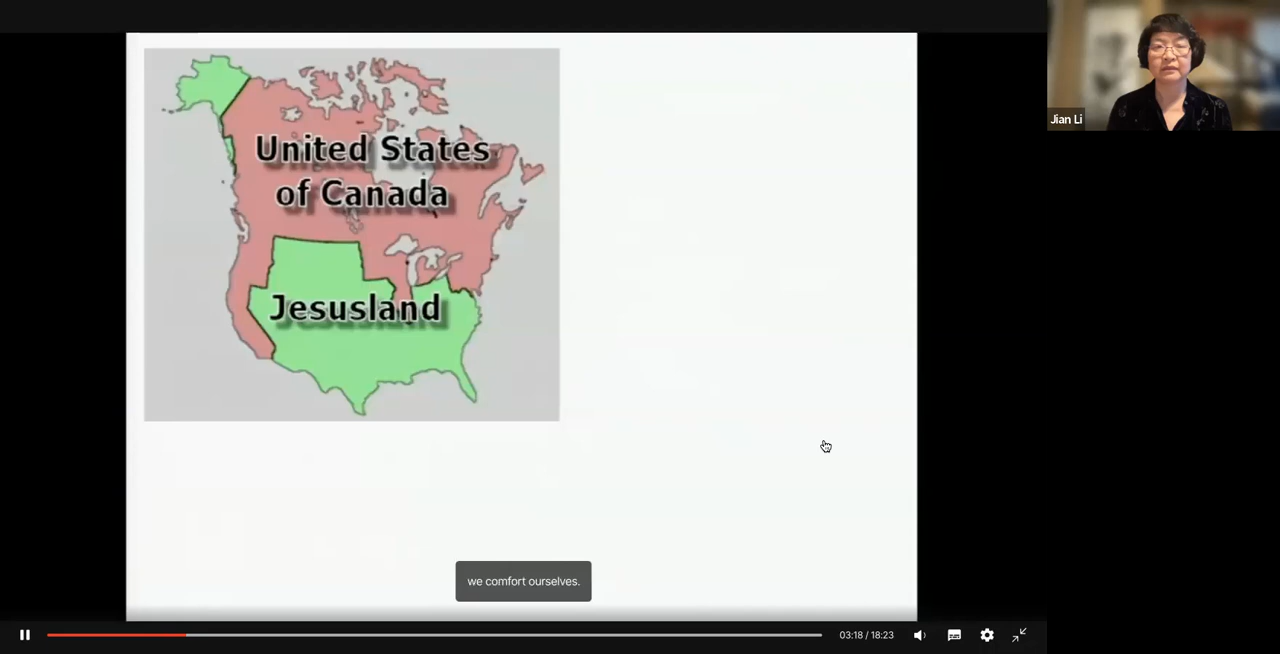 United States
of Canada
Jesusland
Jian Li
we comfort ourselves.
03:18 / 18:23